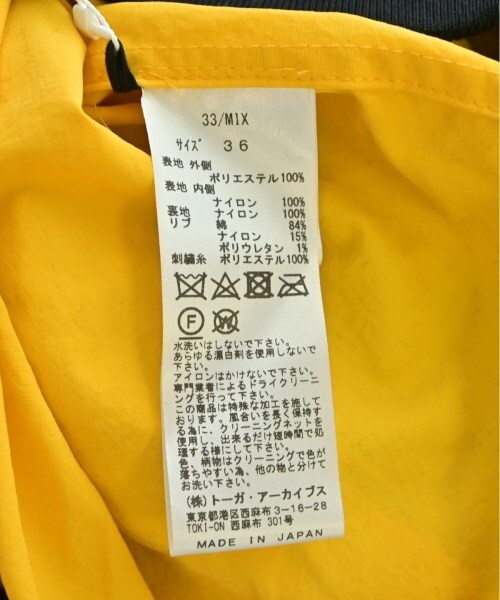 33/MIX
サイズ 36
表地 外側
ポリエステル100%
表地 内側
ナイロン 100%
裏地 ナイロン 100%
リブ 綿 84%
ナイロン 15%
ポリウレタン 1%
刺繍糸 ポリエステル100%
F W
水洗いはしないで下さい。
あらゆる漂白剤を使用しない
で下さい。
アイロンはかけないで下さい。
専門業者によるドライクリーニ
ングを行って下さい。
この商品は特殊な加工を施して
おります。風合いを長く保持す
る為に、クリーニングネットを
使用し、出来るだけ短時間で処
理する様にして下さい。
色、柄物はクリーニングで色が
落ちやすい為、他の物と分けて
お洗い下さい。
(株)トーガ・アーカイブス
東京都港区西麻布 3-16-28
TOKI-ON 西麻布 301号
MADE IN JAPAN